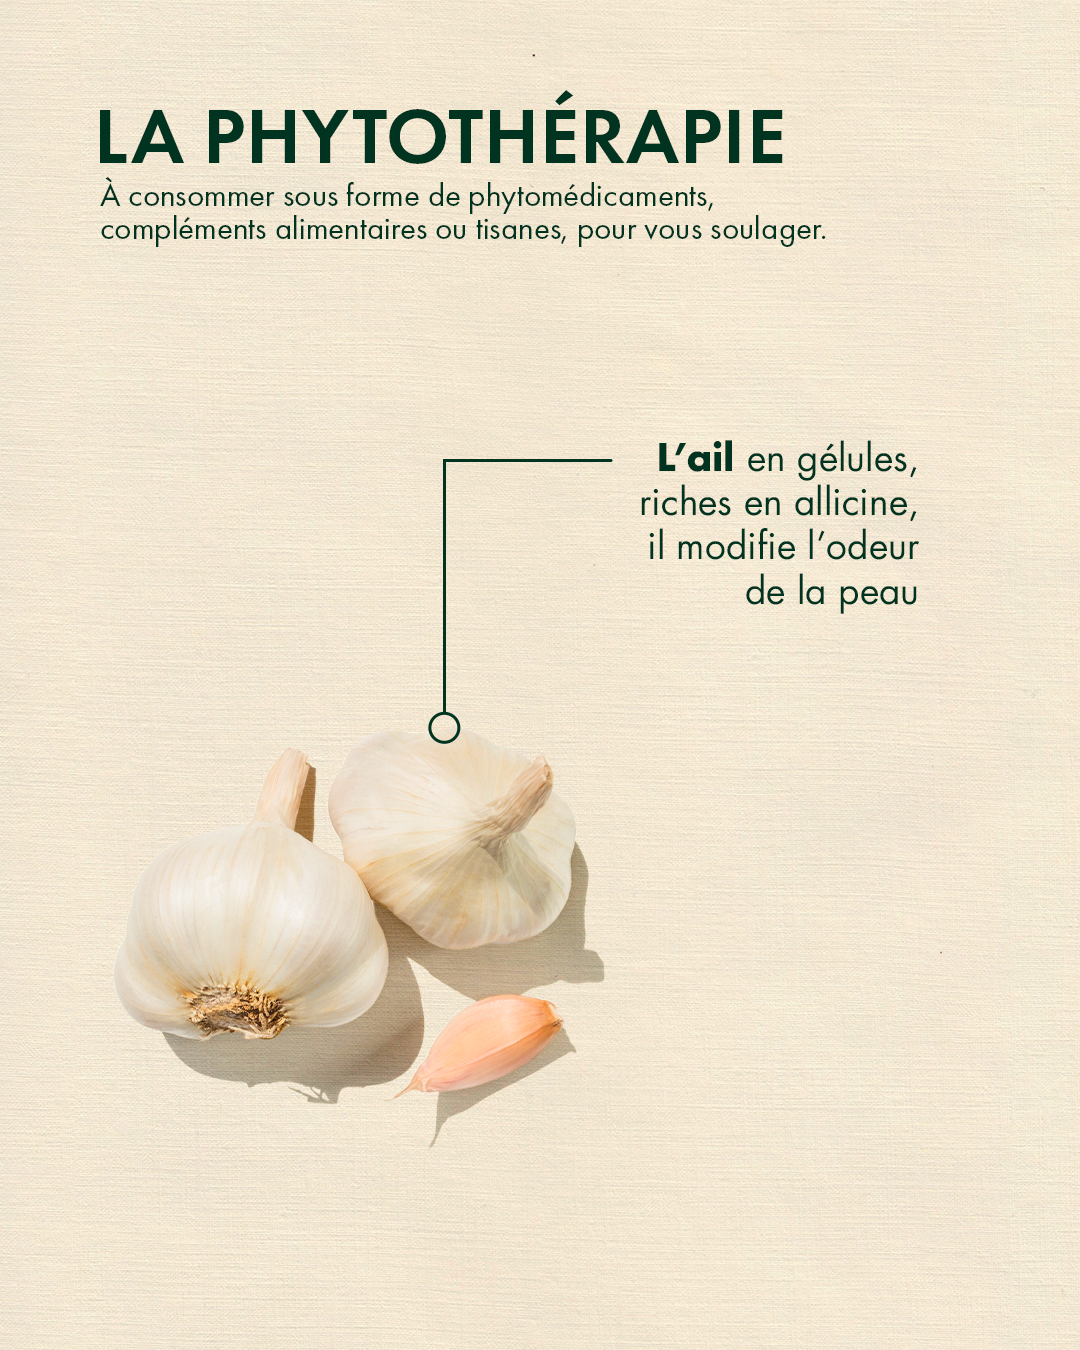 LA PHYTOTHÉRAPIE
À consommer sous forme de phytomédicaments,
compléments alimentaires ou tisanes, pour vous soulager.
L’ail en gélules,
riches en allicine,
il modifie l’odeur
de la peau